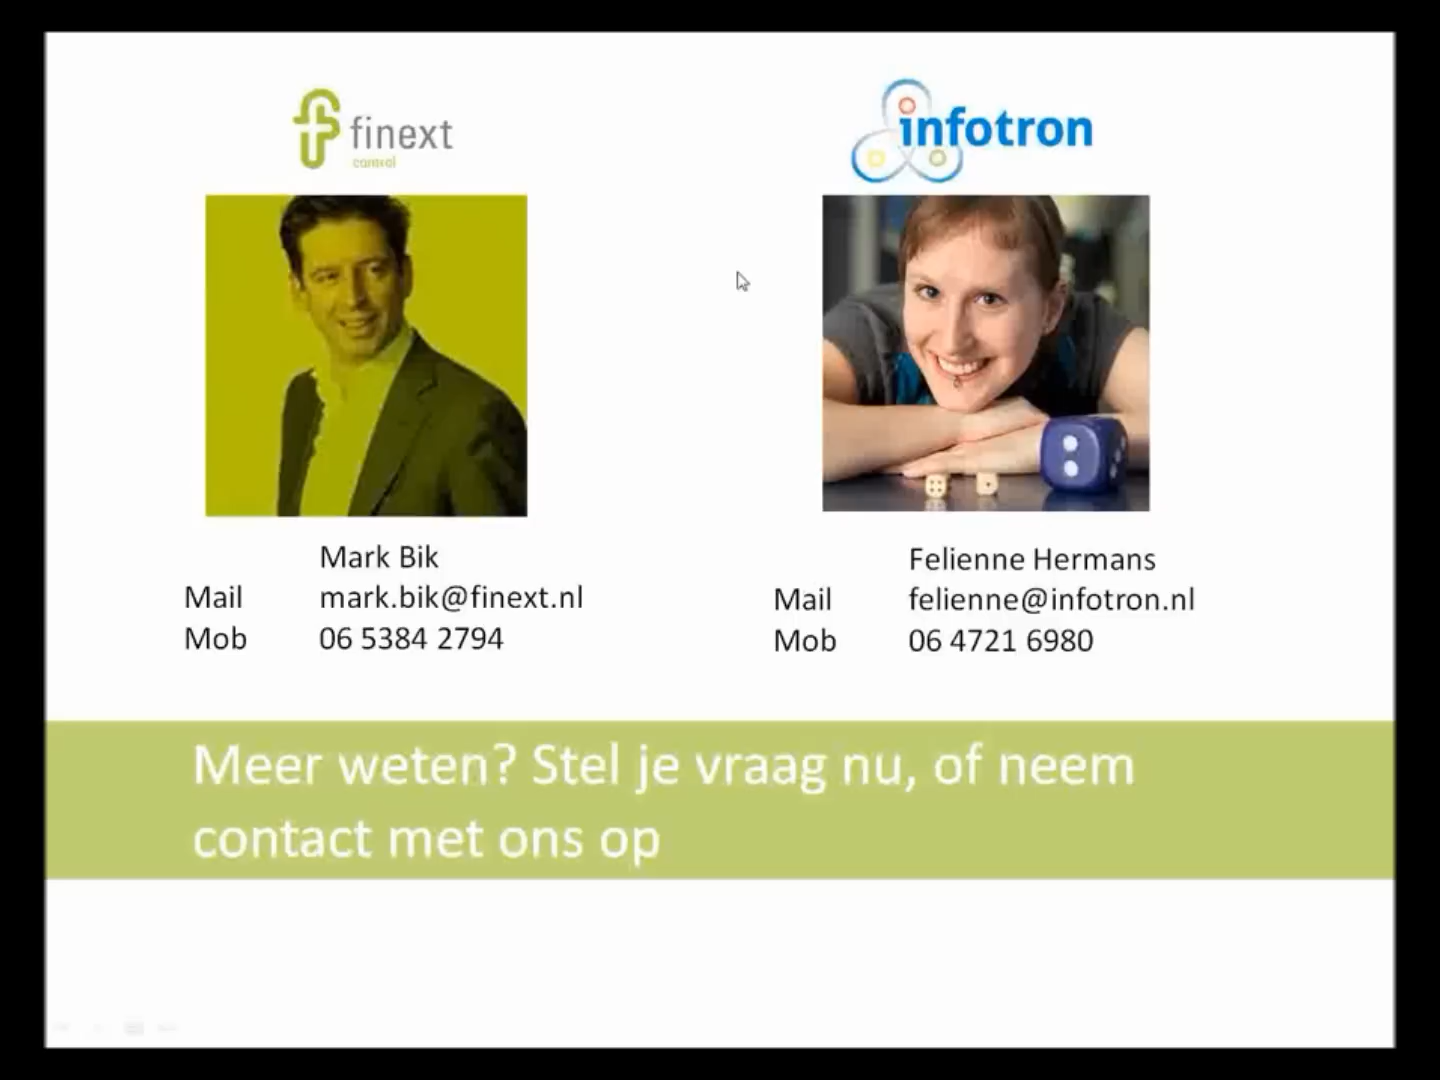 finext
control
infotron
Mark Bik
Mail mark.bik@finext.nl
Mob 06 5384 2794
Felienne Hermans
Mail felienne@infotron.nl
Mob 06 4721 6980
Meer weten? Stel je vraag nu, of neem
contact met ons op